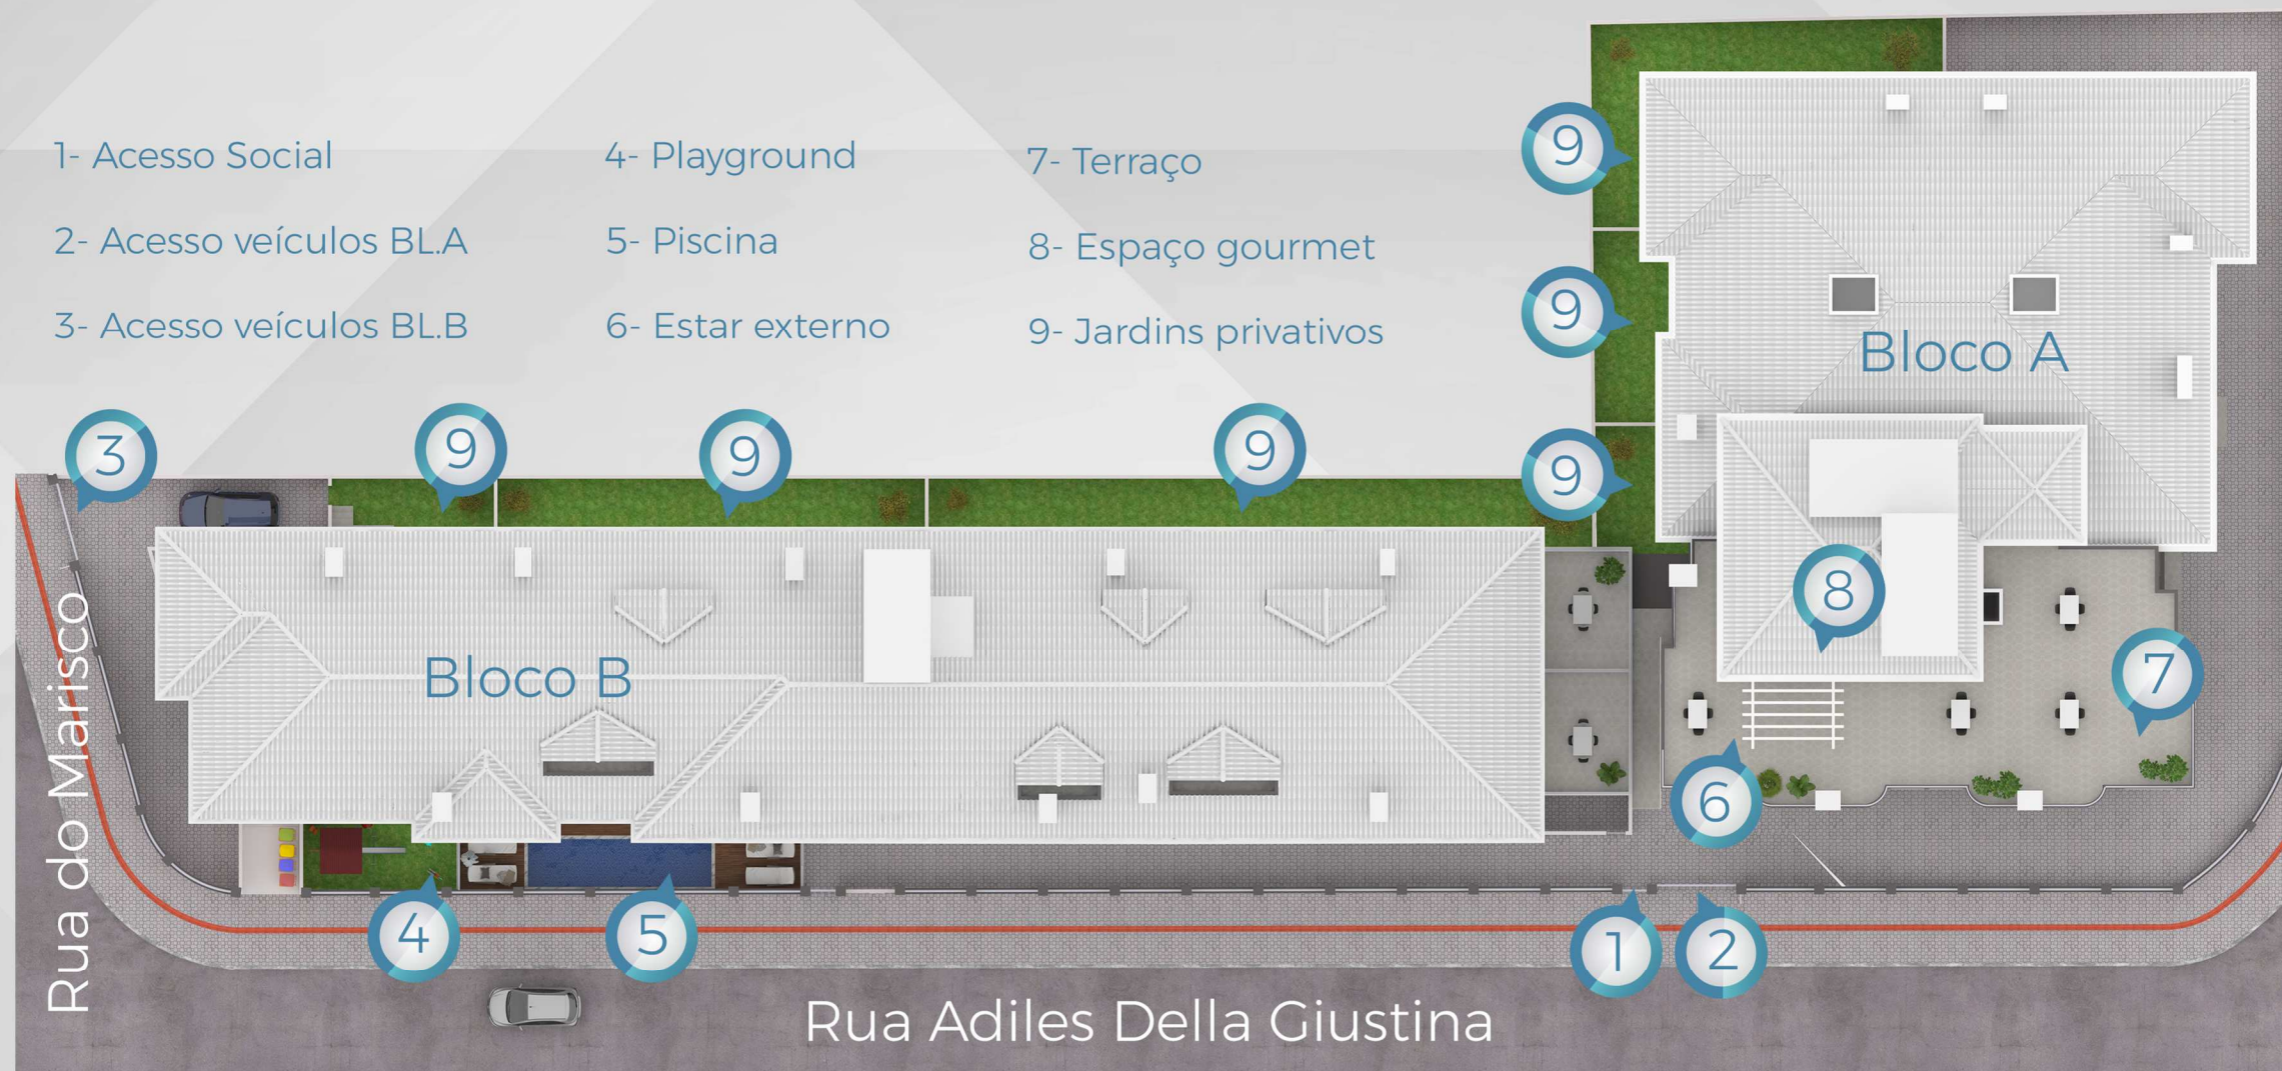 1- Acesso Social
2- Acesso veículos BL.A
3- Acesso veículos BL.B
4- Playground
5- Piscina
6- Estar externo
7- Terraço
8- Espaço gourmet
9- Jardins privativos
9
9
9
Bloco A
3
9
9
9
8
7
6
Bloco B
4
5
1
2
Rua do Marisco
Rua Adiles Della Giustina